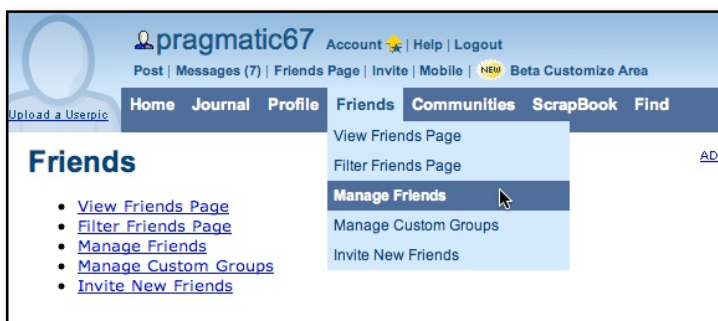 pragmatic67 Account | Help | Logout
Post | Messages (7) | Friends Page | Invite | Mobile | NEW Beta Customize Area
Upload a Userpic
Home Journal Profile Friends Communities ScrapBook Find
View Friends Page
Filter Friends Page
Manage Friends
Manage Custom Groups
Invite New Friends
AD
Friends
• View Friends Page
• Filter Friends Page
• Manage Friends
• Manage Custom Groups
• Invite New Friends